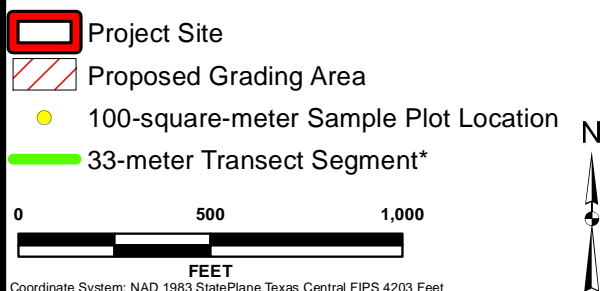 Project Site
Proposed Grading Area
100-square-meter Sample Plot Location
33-meter Transect Segment*
N
0 500 1,000
FEET
Coordinate System: NAD 1983 StatePlane Texas Central FIPS 4203 Feet